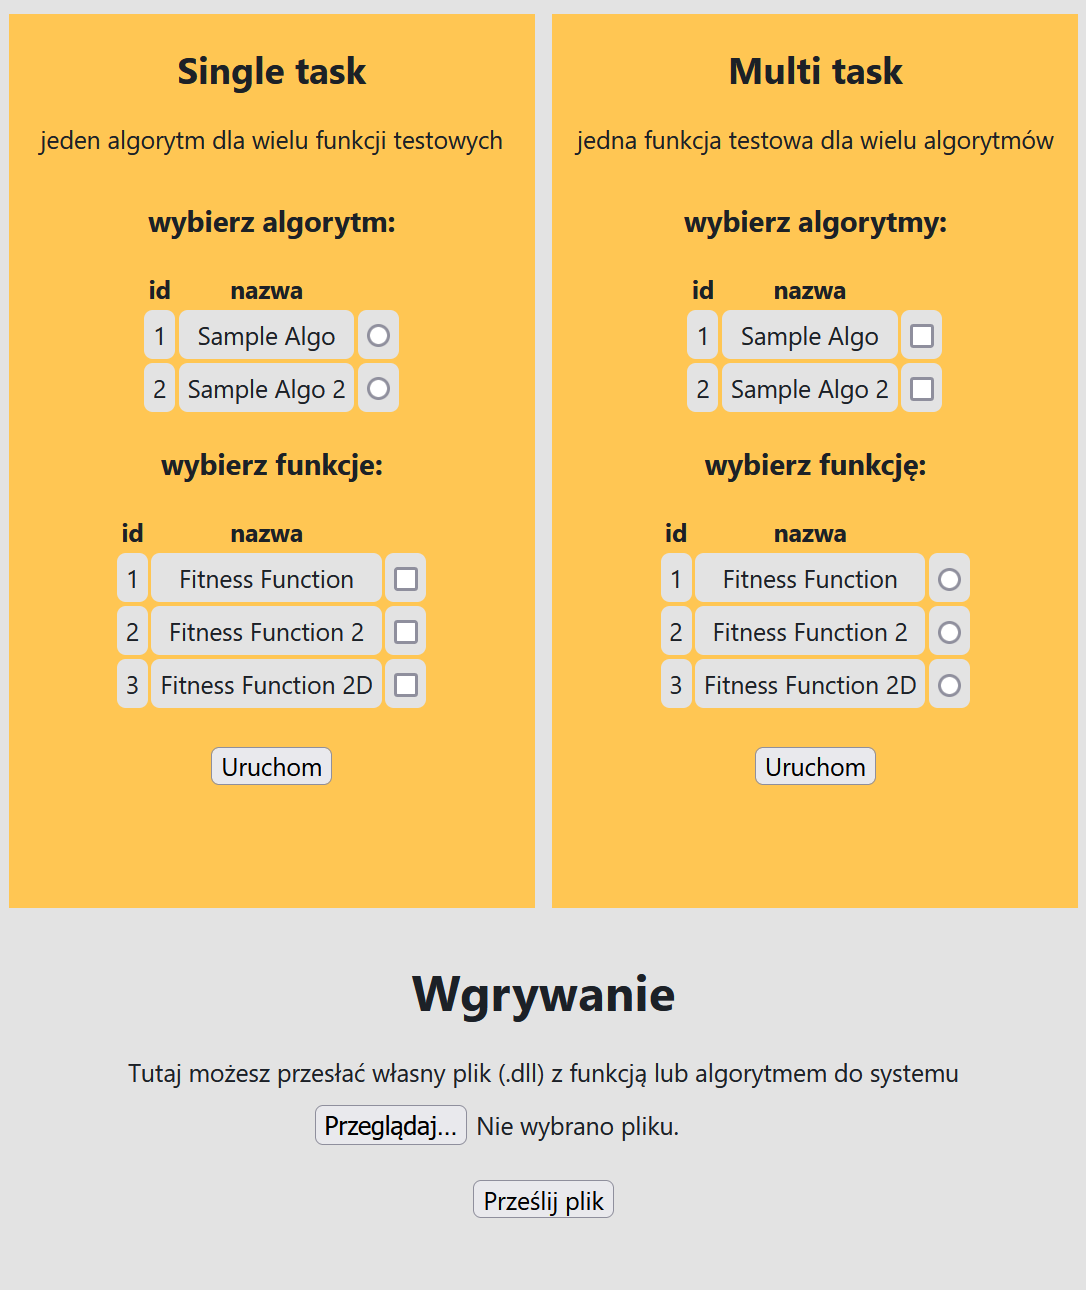 Single task
jeden algorytm dla wielu funkcji testowych
wybierz algorytm:
id nazwa
1 Sample Algo
2 Sample Algo 2
wybierz funkcje:
id nazwa
1 Fitness Function
2 Fitness Function 2
3 Fitness Function 2D
Uruchom
Multi task
jedna funkcja testowa dla wielu algorytmów
wybierz algorytmy:
id nazwa
1 Sample Algo
2 Sample Algo 2
wybierz funkcję:
id nazwa
1 Fitness Function
2 Fitness Function 2
3 Fitness Function 2D
Uruchom
Wgrywanie
Tutaj możesz przesłać własny plik (.dll) z funkcją lub algorytmem do systemu
Przeglądaj... Nie wybrano pliku.
Prześlij plik